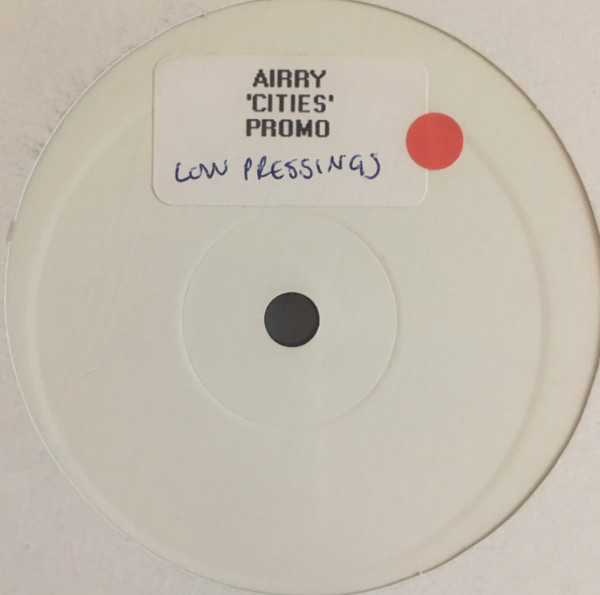 AIRRY
'CITIES'
PROMO
LOW PRESSINGS